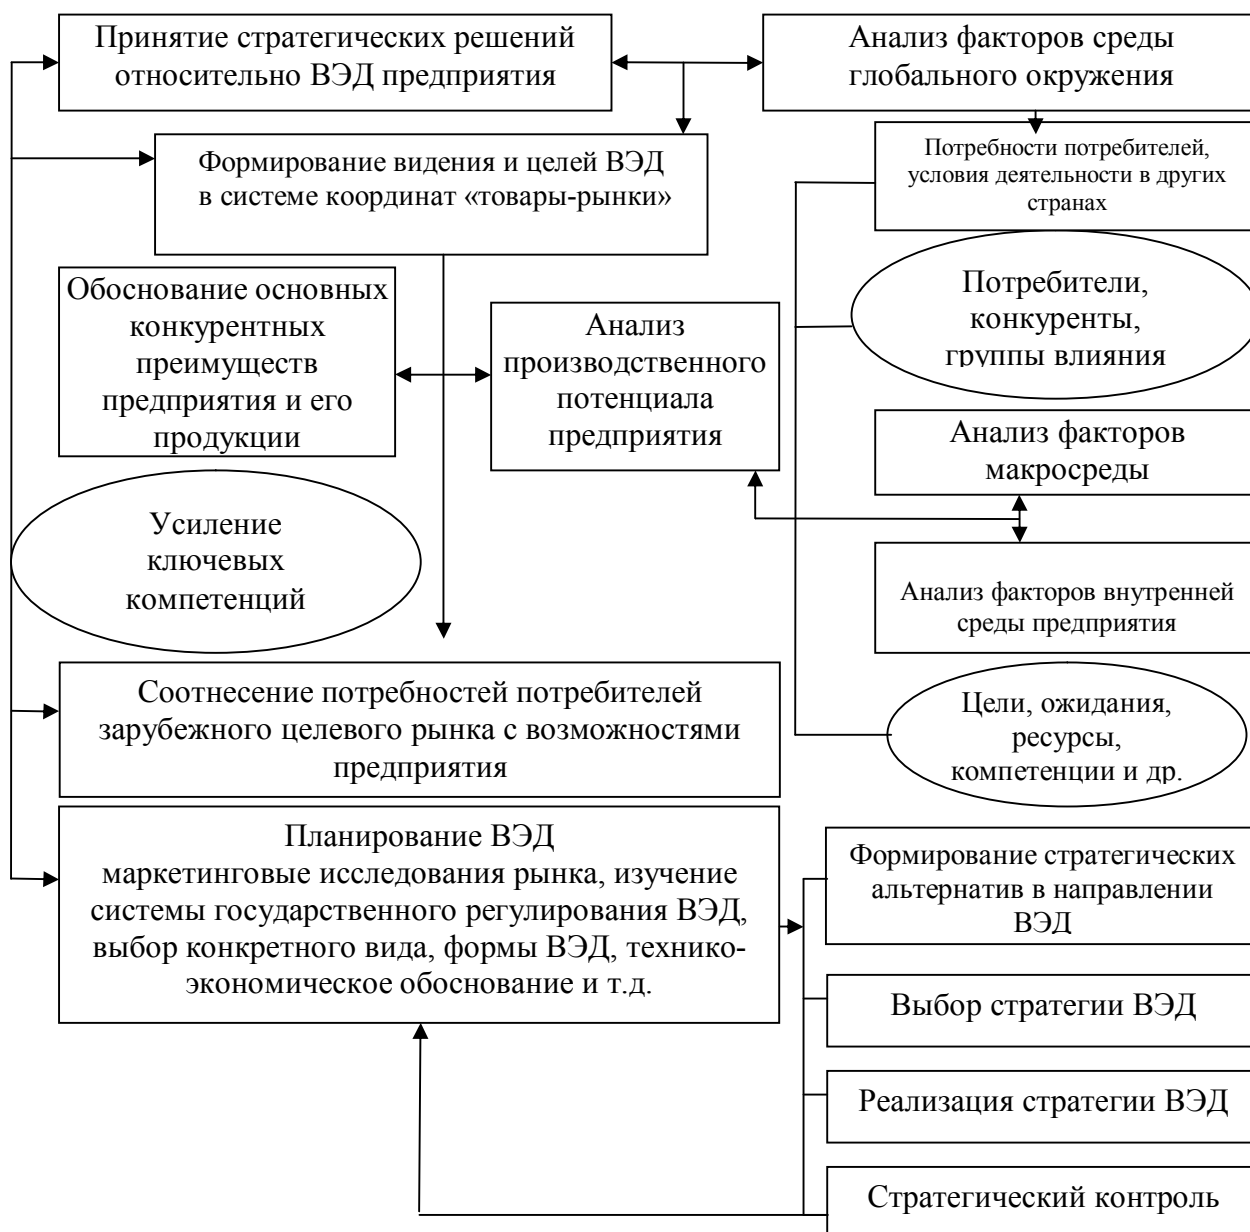 Принятие стратегических решений
относительно ВЭД предприятия
Анализ факторов среды
глобального окружения
Формирование видения и целей ВЭД
в системе координат «товары-рынки»
Потребности потребителей,
условия деятельности в других
странах
Потребители,
конкуренты,
группы влияния
Обоснование основных
конкурентных
преимуществ
предприятия и его
продукции
Анализ
производственного
потенциала
предприятия
Анализ факторов
макросреды
Усиление
ключевых
компетенций
Анализ факторов внутренней
среды предприятия
Соотнесение потребностей потребителей
зарубежного целевого рынка с возможностями
предприятия
Цели, ожидания,
ресурсы,
компетенции и др.
Планирование ВЭД
маркетинговые исследования рынка, изучение
системы государственного регулирования ВЭД,
выбор конкретного вида, формы ВЭД, технико-
экономическое обоснование и т.д.
Формирование стратегических
альтернатив в направлении
ВЭД
Выбор стратегии ВЭД
Реализация стратегии ВЭД
Стратегический контроль